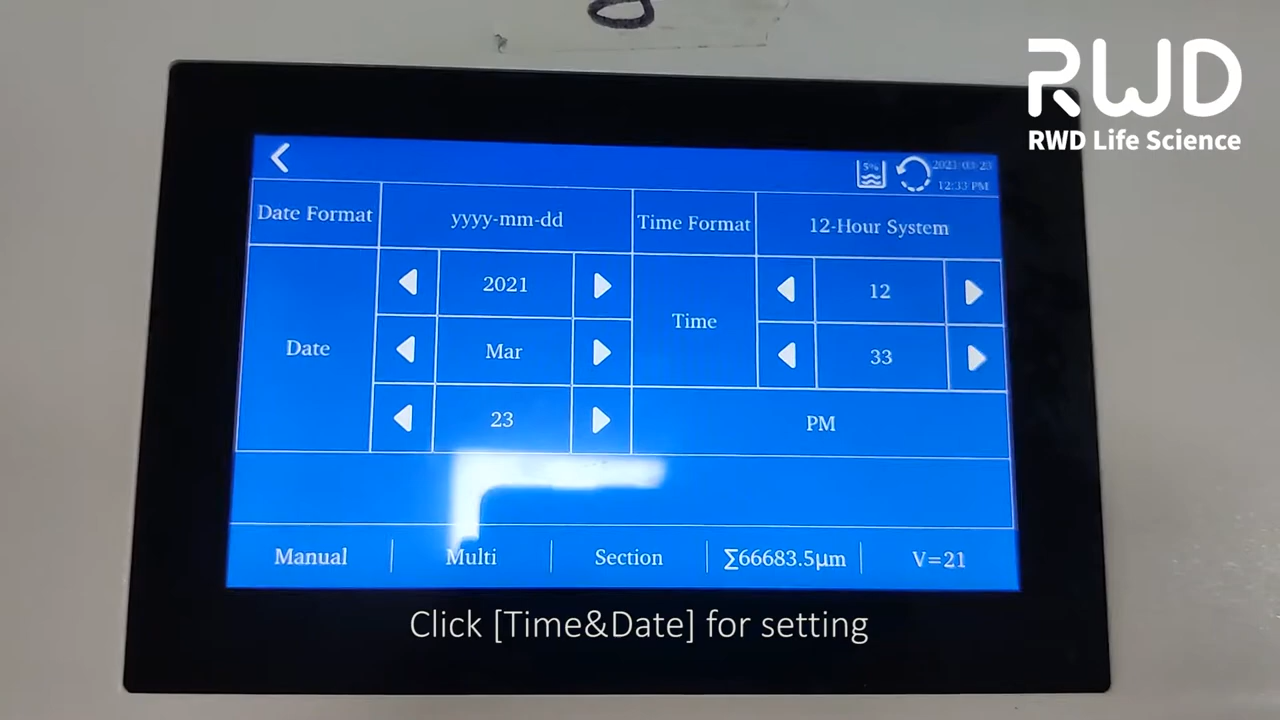 RWD
RWD Life Science
5%
2021-03-23
12:33 PM
Date Format
yyyy-mm-dd
Time Format
12-Hour System
Date
2021
Mar
23
Time
12
33
PM
Manual
Multi
Section
∑66683.5μm
V=21
Click [Time&Date] for setting